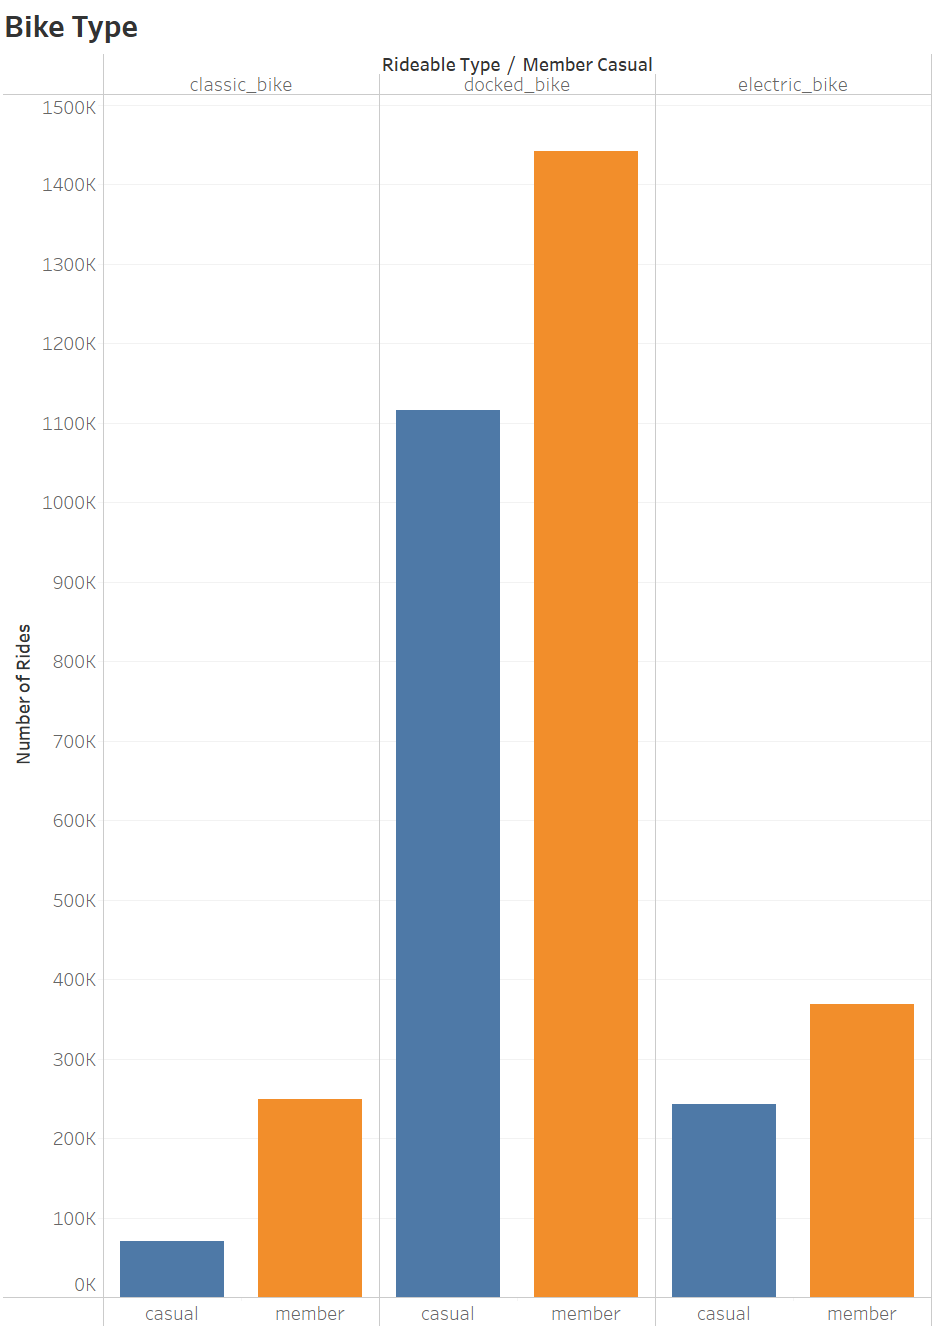 Bike Type
Rideable Type / Member Casual
classic_bike docked_bike electric_bike
1500K
1400K
1300K
1200K
1100K
1000K
900K
800K
700K
600K
500K
400K
300K
200K
100K
0K
Number of Rides
casual member casual member casual member